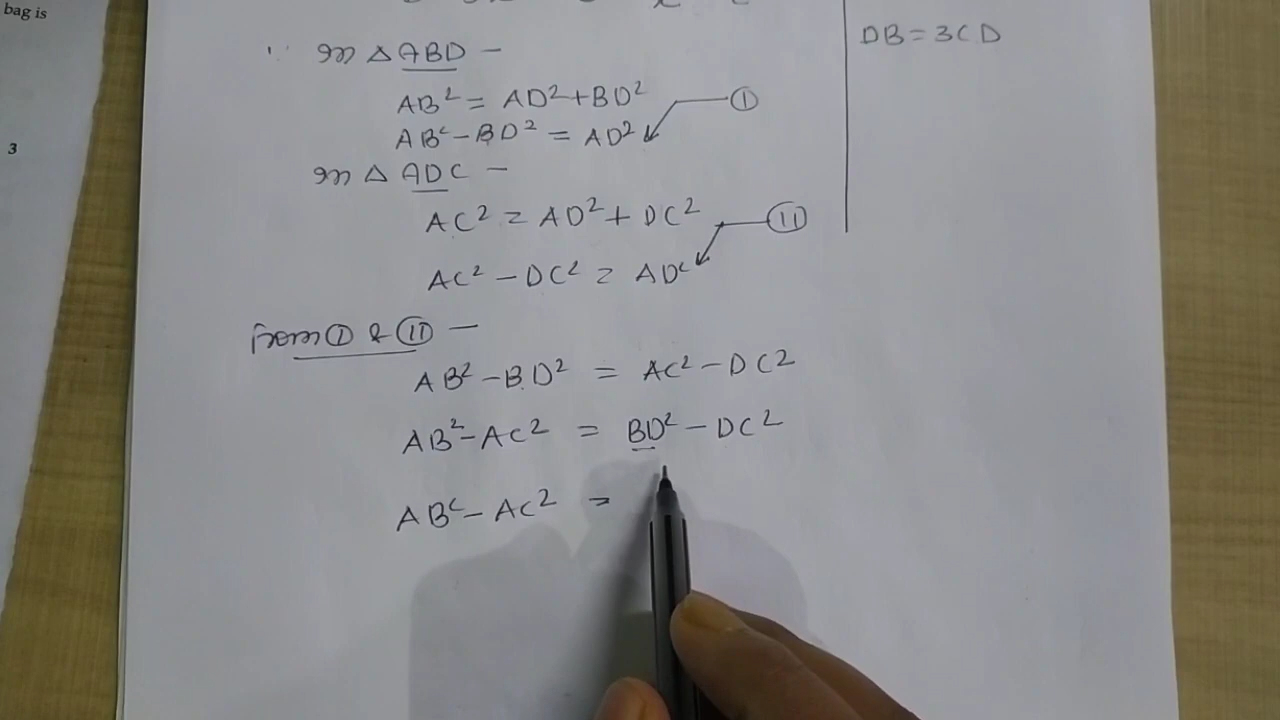 bag is
3
∵ In △ ABD –
AB² = AD² + BD²
AB² – BD² = AD² ①
In △ ADC –
AC² = AD² + DC²
AC² – DC² = AD² ⑪
from ① & ⑪ –
AB² – BD² = AC² – DC²
AB² – AC² = BD² – DC²
AB² – AC² =
DB = 3CD